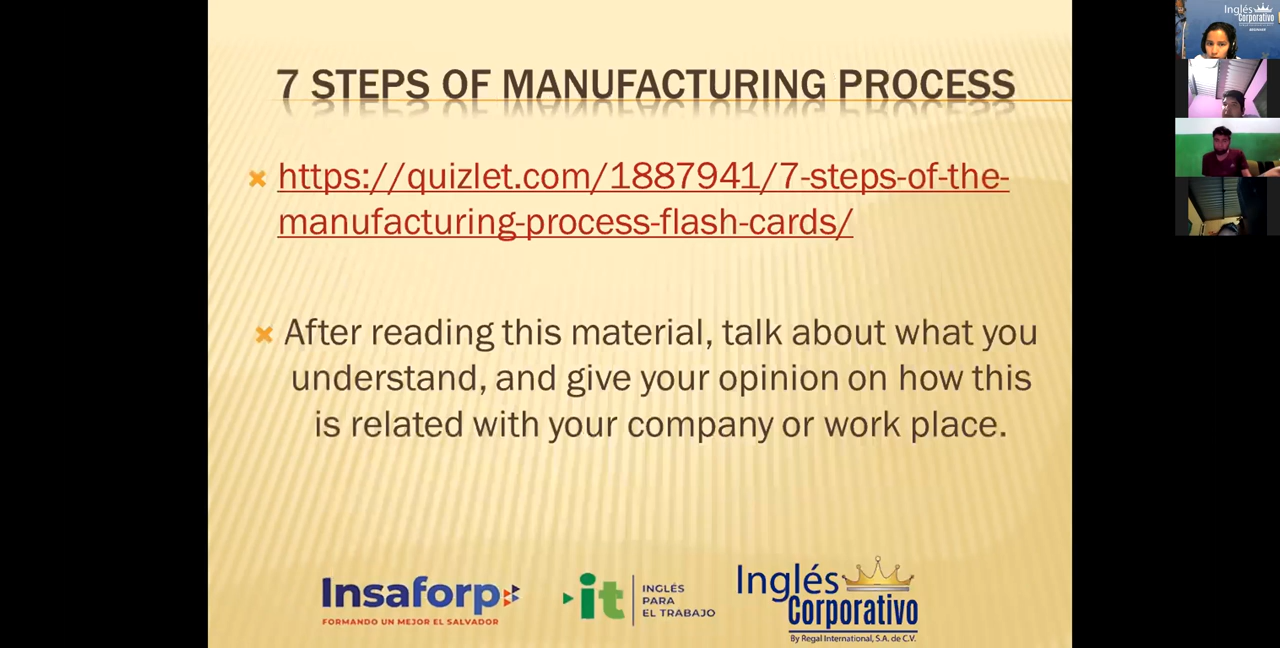 7 STEPS OF MANUFACTURING PROCESS
https://quizlet.com/1887941/7-steps-of-the-
manufacturing-process-flash-cards/
After reading this material, talk about what you
understand, and give your opinion on how this
is related with your company or work place.
Insaforp
FORMANDO UN MEJOR EL SALVADOR
it
INGLÉS
PARA
EL TRABAJO
Inglés
Corporativo
By Regal International, S.A. de C.V.
Inglés
Corporativo